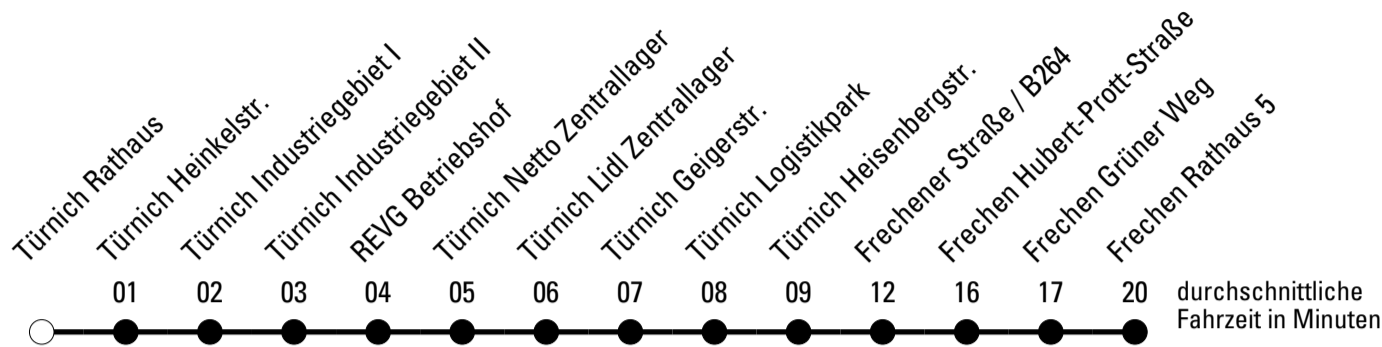 Türnich Rathaus
Türnich Heinkelstr.
Türnich Industriegebiet I
Türnich Industriegebiet II
REVG Betriebshof
Türnich Netto Zentrallager
Türnich Lidl Zentrallager
Türnich Geigerstr.
Türnich Logistikpark
Türnich Heisenbergstr.
Frechener Straße / B264
Frechen Hubert-Prott-Straße
Frechen Grüner Weg
Frechen Rathaus 5
01 02 03 04 05 06 07 08 09 12 16 17 20
durchschnittliche
Fahrzeit in Minuten